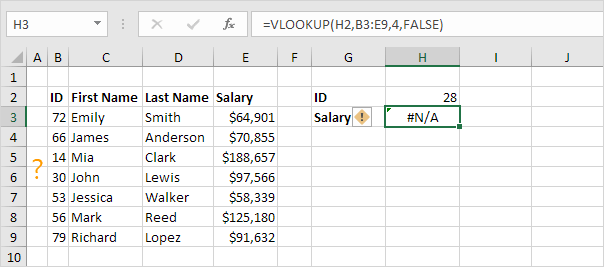 H3 fx =VLOOKUP(H2,B3:E9,4,FALSE)
A B C D E F G H I J
1
2 ID First Name Last Name Salary ID 28
3 72 Emily Smith $64,901 Salary ! #N/A
4 66 James Anderson $70,855
5 14 Mia Clark $188,657
6 ? 30 John Lewis $97,566
7 53 Jessica Walker $58,339
8 56 Mark Reed $125,180
9 79 Richard Lopez $91,632
10